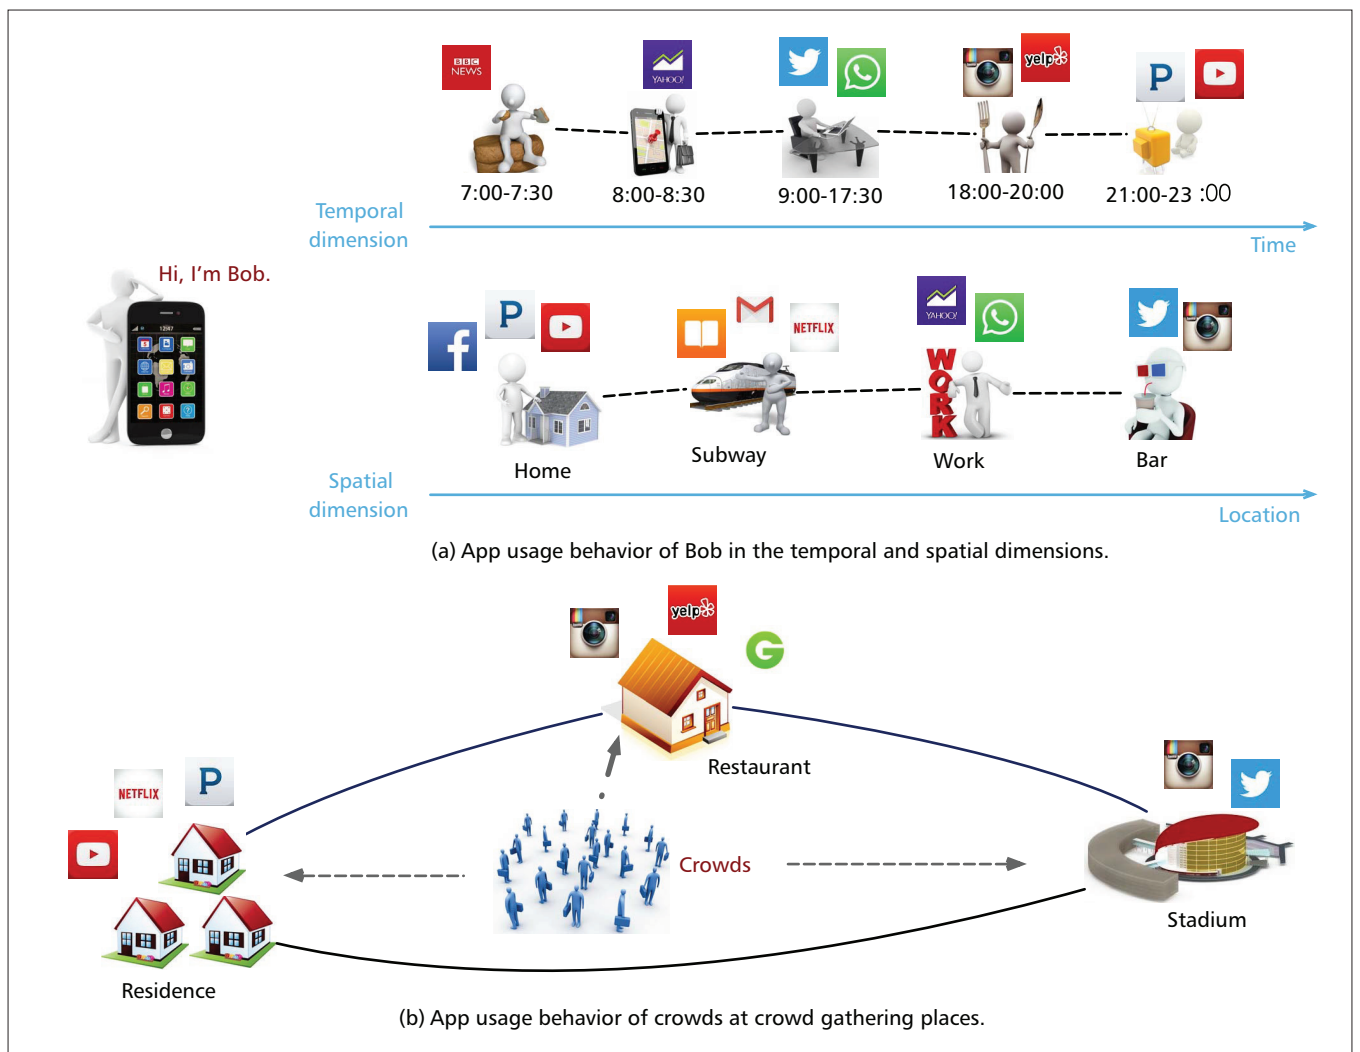 BBC
NEWS
YAHOO!
yelp
P
7:00-7:30
8:00-8:30
9:00-17:30
18:00-20:00
21:00-23 :00
Temporal
dimension
Time
Hi, I'm Bob.
P
NETFLIX
YAHOO!
WORK
Home
Subway
Work
Bar
Spatial
dimension
Location
(a) App usage behavior of Bob in the temporal and spatial dimensions.
yelp
G
Restaurant
NETFLIX
P
Crowds
Stadium
Residence
(b) App usage behavior of crowds at crowd gathering places.